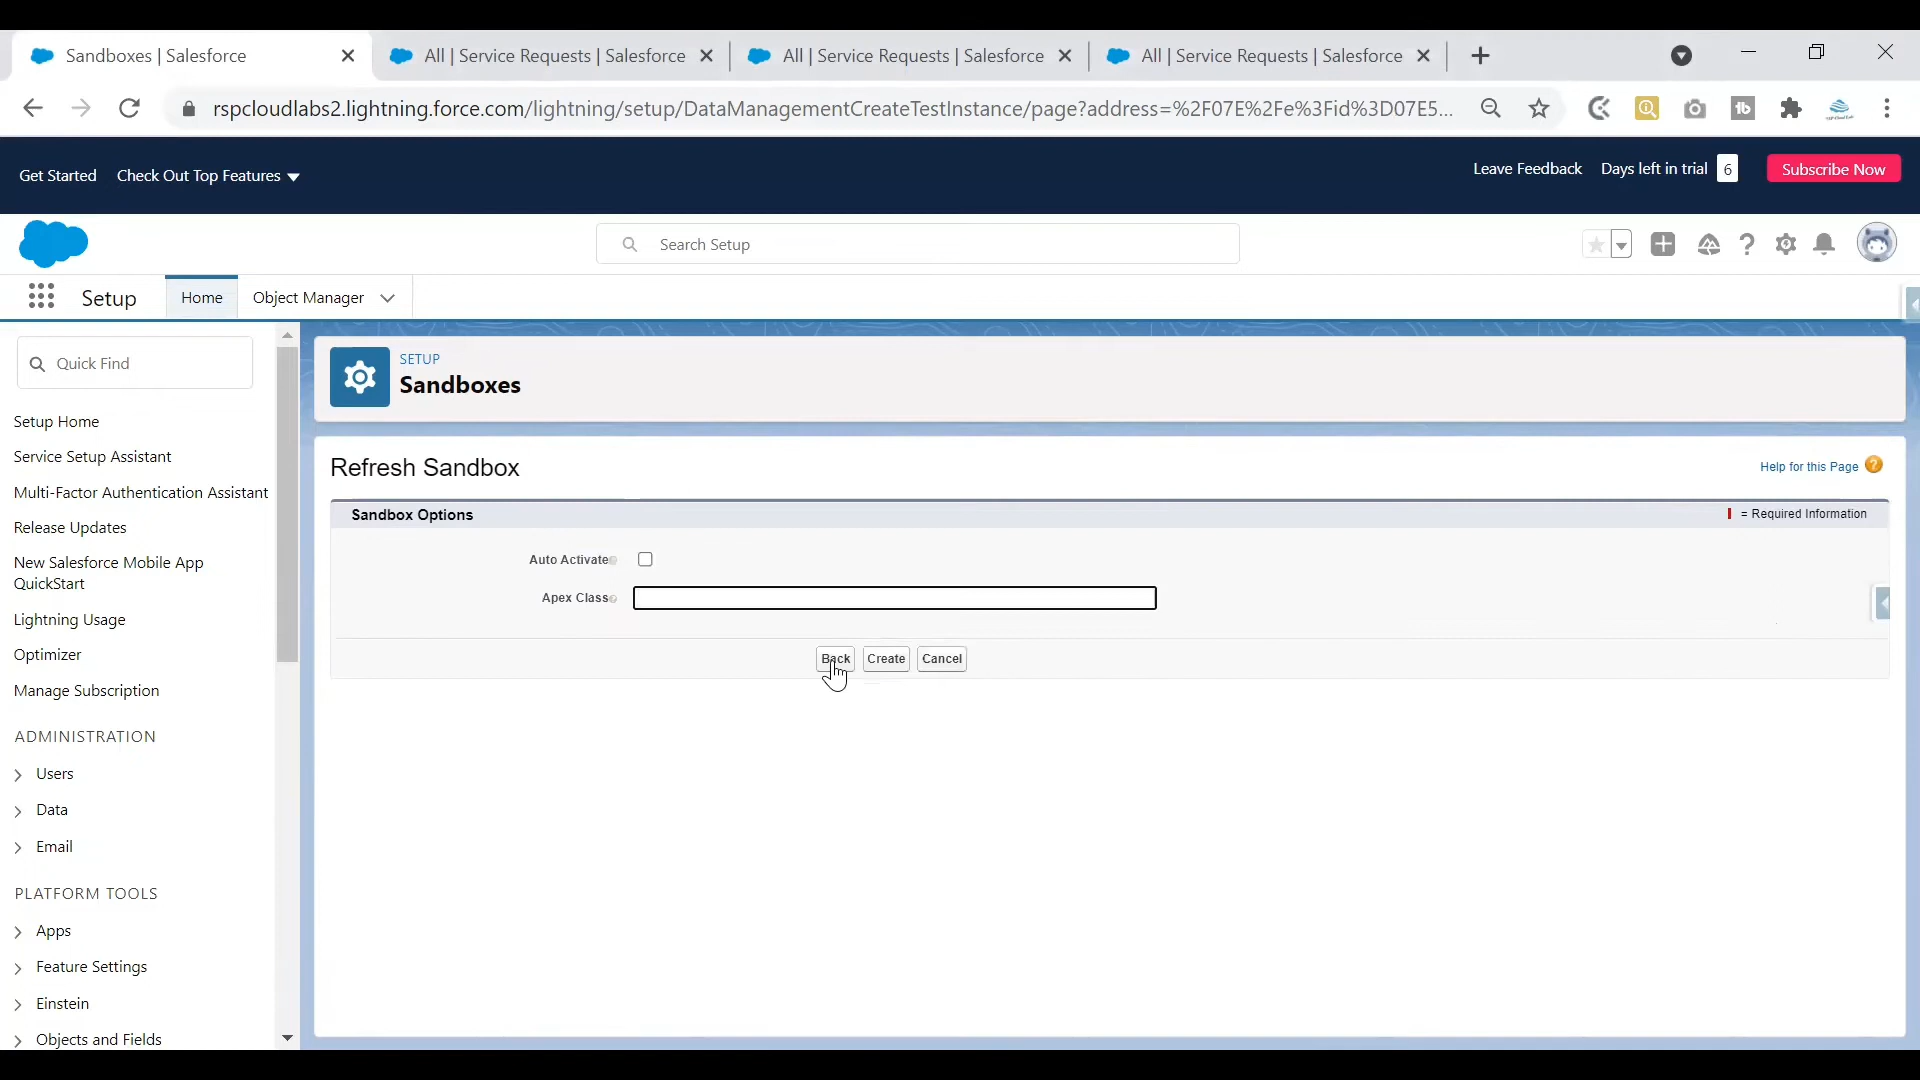 Sandboxes | Salesforce
All | Service Requests | Salesforce
All | Service Requests | Salesforce
All | Service Requests | Salesforce
rspcloudlabs2.lightning.force.com/lightning/setup/DataManagementCreateTestInstance/page?address=%2F07E%2Fe%3Fid%3D07E5...
Get Started
Check Out Top Features
Leave Feedback
Days left in trial 6
Subscribe Now
Search Setup
Setup
Home
Object Manager
Quick Find
Setup Home
Service Setup Assistant
Multi-Factor Authentication Assistant
Release Updates
New Salesforce Mobile App
QuickStart
Lightning Usage
Optimizer
Manage Subscription
ADMINISTRATION
Users
Data
Email
PLATFORM TOOLS
Apps
Feature Settings
Einstein
Objects and Fields
SETUP
Sandboxes
Refresh Sandbox
Help for this Page
Sandbox Options
= Required Information
Auto Activate
Apex Class
Back
Create
Cancel